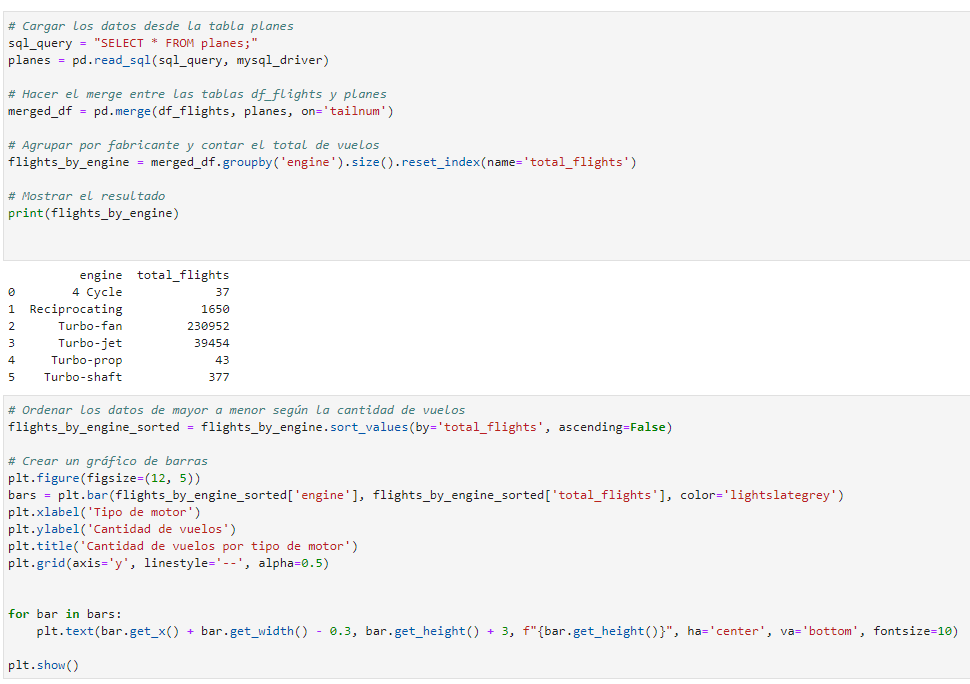 # Cargar los datos desde la tabla planes
sql_query = "SELECT * FROM planes;"
planes = pd.read_sql(sql_query, mysql_driver)
# Hacer el merge entre las tablas df_flights y planes
merged_df = pd.merge(df_flights, planes, on='tailnum')
# Agrupar por fabricante y contar el total de vuelos
flights_by_engine = merged_df.groupby('engine').size().reset_index(name='total_flights')
# Mostrar el resultado
print(flights_by_engine)
engine total_flights
0 4 Cycle 37
1 Reciprocating 1650
2 Turbo-fan 230952
3 Turbo-jet 39454
4 Turbo-prop 43
5 Turbo-shaft 377
# Ordenar los datos de mayor a menor según la cantidad de vuelos
flights_by_engine_sorted = flights_by_engine.sort_values(by='total_flights', ascending=False)
# Crear un gráfico de barras
plt.figure(figsize=(12, 5))
bars = plt.bar(flights_by_engine_sorted['engine'], flights_by_engine_sorted['total_flights'], color='lightslategrey')
plt.xlabel('Tipo de motor')
plt.ylabel('Cantidad de vuelos')
plt.title('Cantidad de vuelos por tipo de motor')
plt.grid(axis='y', linestyle='--', alpha=0.5)
for bar in bars:
    plt.text(bar.get_x() + bar.get_width() - 0.3, bar.get_height() + 3, f"{bar.get_height()}", ha='center', va='bottom', fontsize=10)
plt.show()